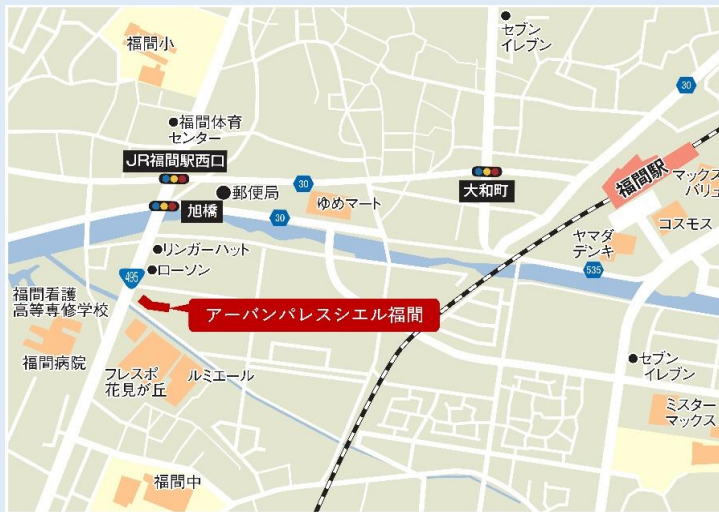 セブン
イレブン
福間小
30
福間体育
センター
JR福間駅西口
郵便局
30
旭橋
30
ゆめマート
大和町
福間駅
マックス
バリュ
コスモス
ヤマダ
デンキ
535
リンガーハット
ローソン
495
福間看護
高等専修学校
アーバンパレスシエル福間
福間病院
フレスポ
花見が丘
ルミエール
セブン
イレブン
ミスター
マックス
福間中